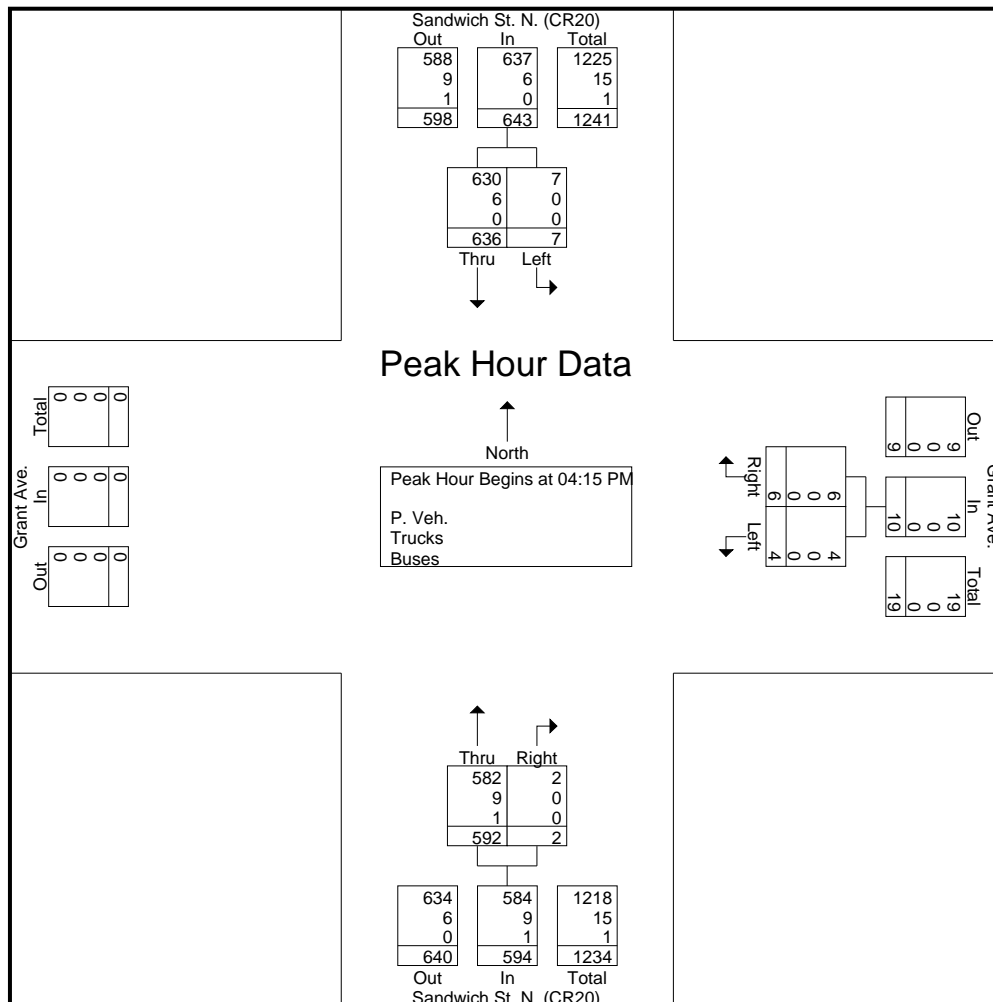 Sandwich St. N. (CR20)
Out In Total
588 637 1225
9 6 15
1 0 1
598 643 1241
630 7
6 0
0 0
636 7
Thru Left
Peak Hour Data
North
Peak Hour Begins at 04:15 PM
P. Veh.
Trucks
Buses
Grant Ave.
Total
0 0 0 0
In
0 0 0 0
Out
0 0 0 0
Right
6 0 0 6
Left
4 0 0 4
Grant Ave.
Out
9 0 0 9
In
10 0 0 10
Total
19 0 0 19
Thru Right
582 2
9 0
1 0
592 2
634 584 1218
6 9 15
0 1 1
640 594 1234
Out In Total
Sandwich St. N. (CR20)